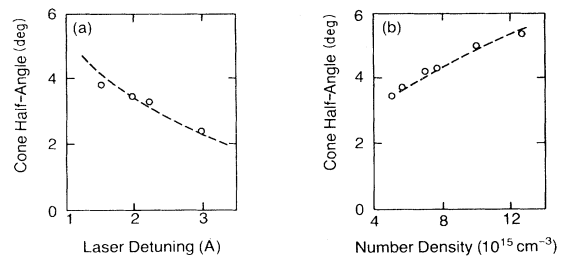 (a)
Cone Half-Angle (deg)
6
4
2
0
1
2
3
Laser Detuning (A)
(b)
Cone Half-Angle (deg)
6
4
2
0
4
8
12
Number Density (10¹⁵ cm⁻³)